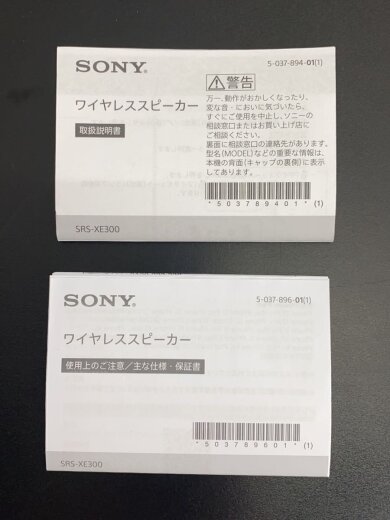 SONY®
5-037-894-01(1)
ワイヤレススピーカー
取扱説明書
⚠警告
万一、動作がおかしくなったり、
変な音・においに気づいたら、
すぐにご使用を中止し、ソニーの
相談窓口またはお買い上げ店に
ご相談ください。
裏面に相談窓口の連絡先があります。
型名(MODEL)などの重要な情報は、
本機の背面(キャップの裏側)に表示
してあります。
*503789401*(1)
SRS-XE300
SONY®
5-037-896-01(1)
ワイヤレススピーカー
使用上のご注意／主な仕様・保証書
*503789601*(1)
SRS-XE300